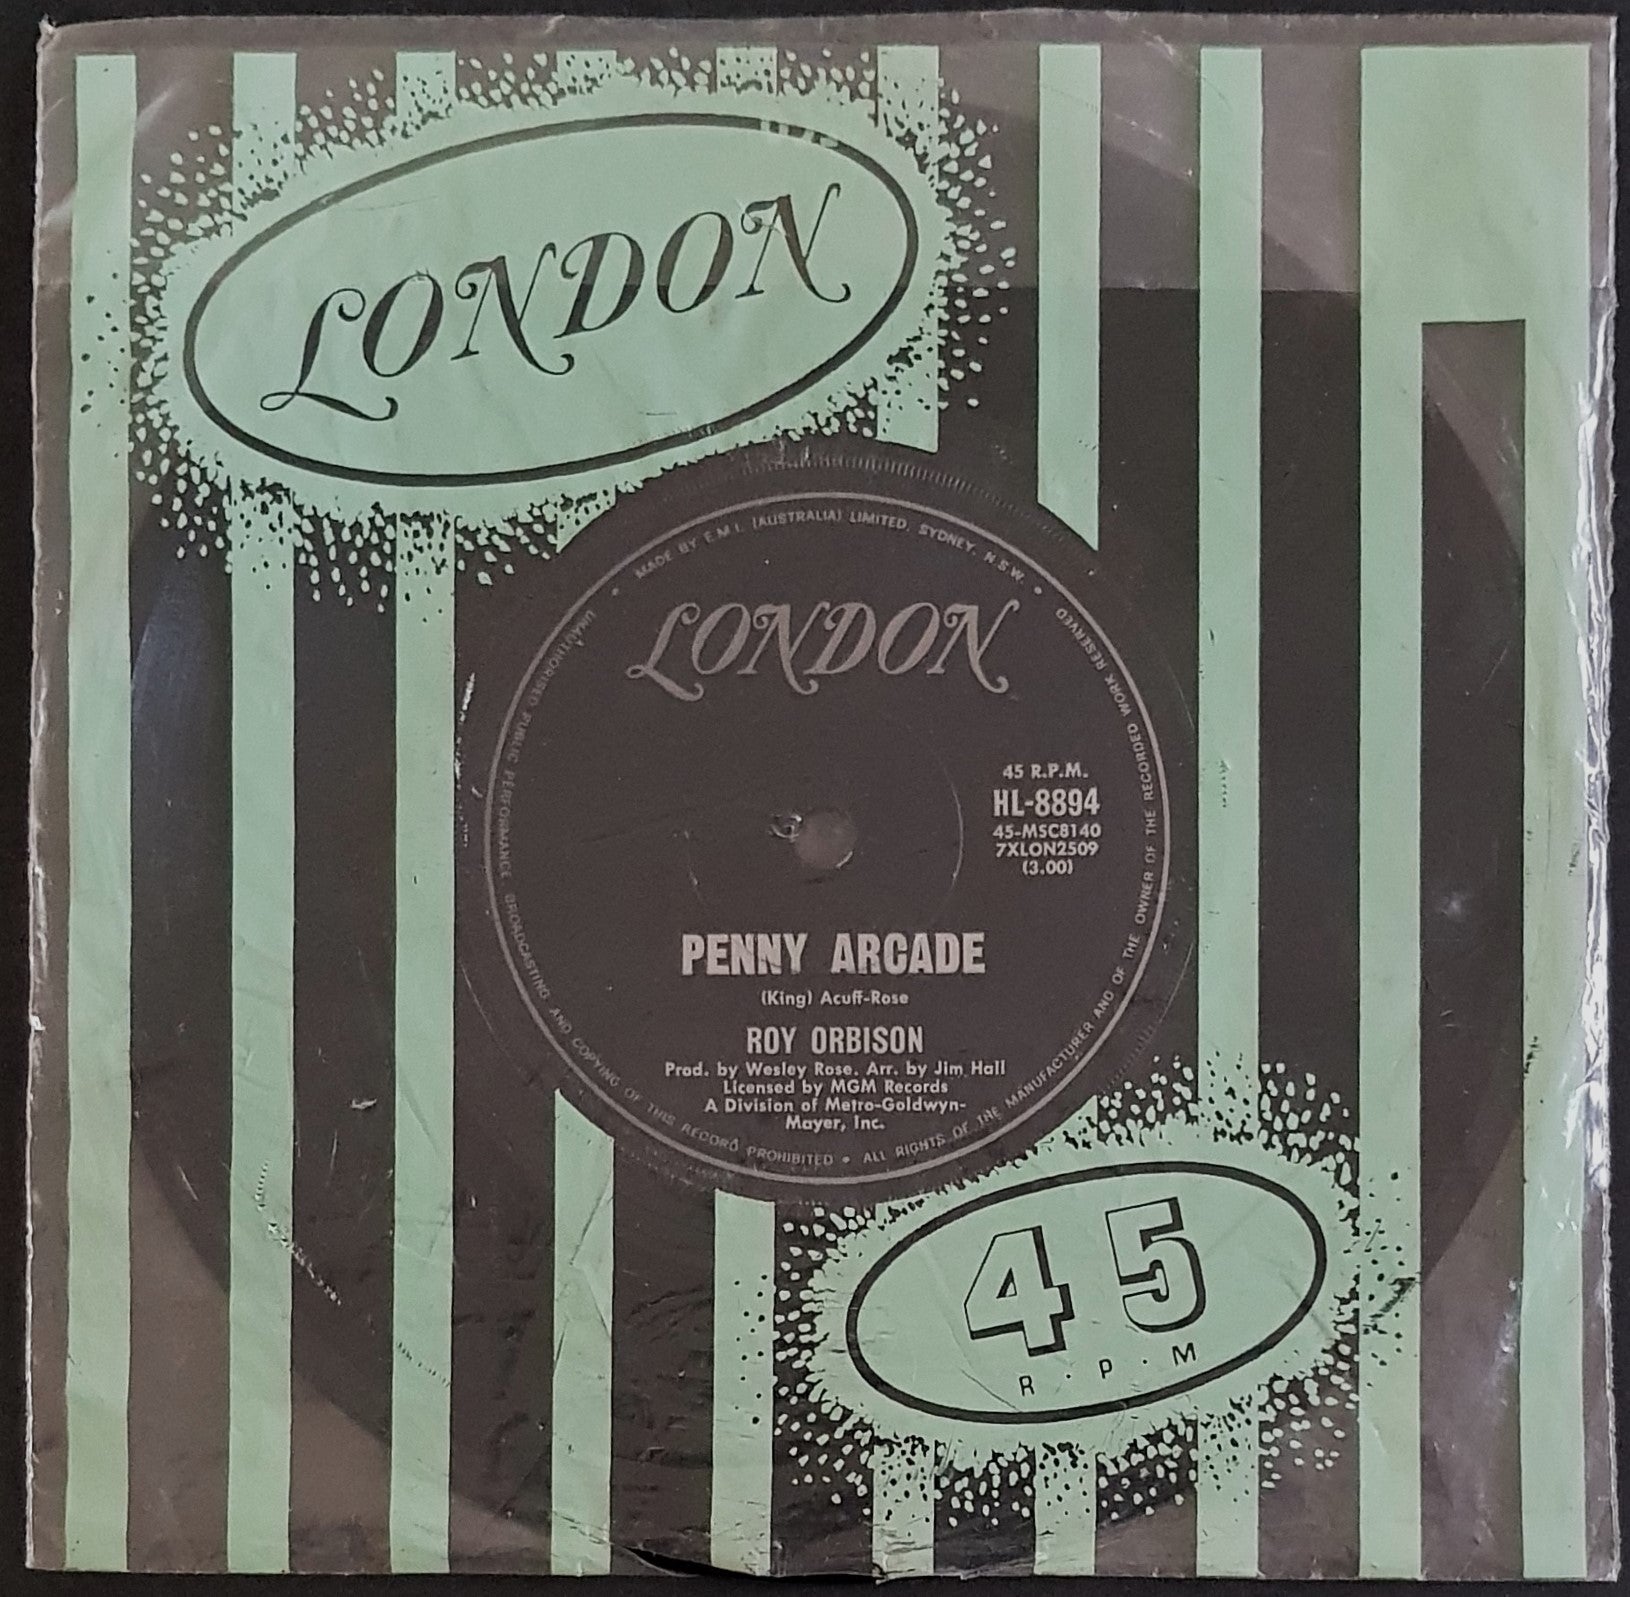 LONDON
MADE BY E.M.I. (AUSTRALIA) LIMITED, SYDNEY, N.S.W.
LONDON
45 R.P.M.
HL-8894
45-MSC8140
7XLON2509
(3.00)
PENNY ARCADE
(King) Acuff-Rose
ROY ORBISON
Prod. by Wesley Rose. Arr. by Jim Hall
Licensed by MGM Records
A Division of Metro-Goldwyn-
Mayer, Inc.
UNAUTHORISED PUBLIC PERFORMANCE BROADCASTING AND COPYING OF THIS RECORD PROHIBITED • ALL RIGHTS OF THE MANUFACTURER AND OF THE OWNER OF THE RECORDED WORK RESERVED
45
R·P·M